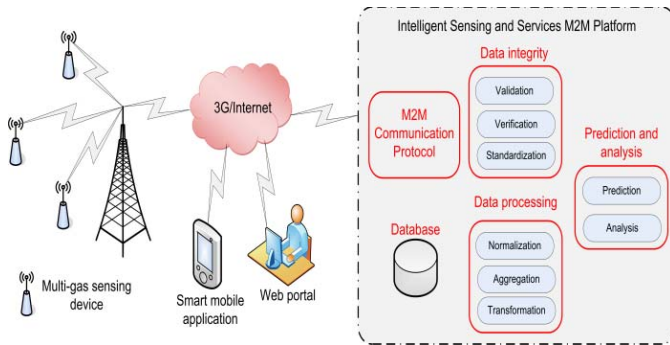 Intelligent Sensing and Services M2M Platform
3G/Internet
Multi-gas sensing
device
Smart mobile
application
Web portal
M2M
Communication
Protocol
Data integrity
Validation
Verification
Standardization
Database
Data processing
Normalization
Aggregation
Transformation
Prediction and
analysis
Prediction
Analysis